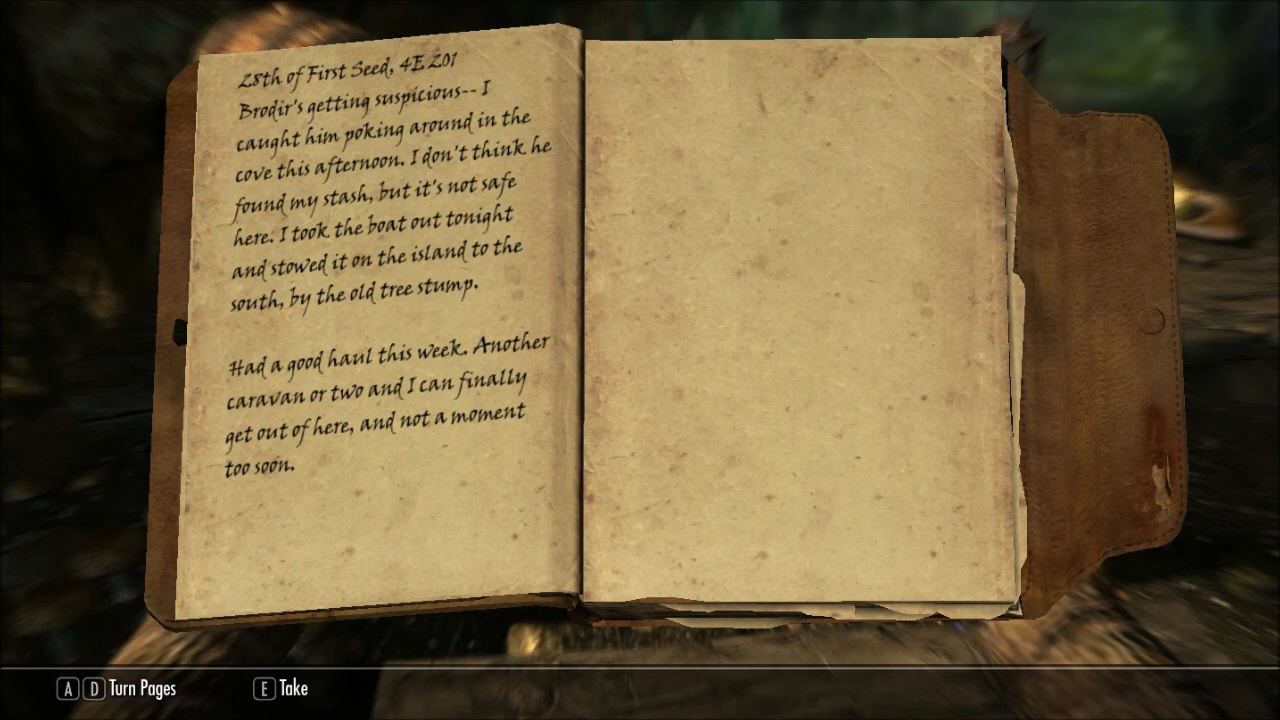 28th of First Seed, 4E 201
Brodir's getting suspicious-- I
caught him poking around in the
cove this afternoon. I don't think he
found my stash, but it's not safe
here. I took the boat out tonight
and stowed it on the island to the
south, by the old tree stump.
Had a good haul this week. Another
caravan or two and I can finally
get out of here, and not a moment
too soon.
A D Turn Pages E Take